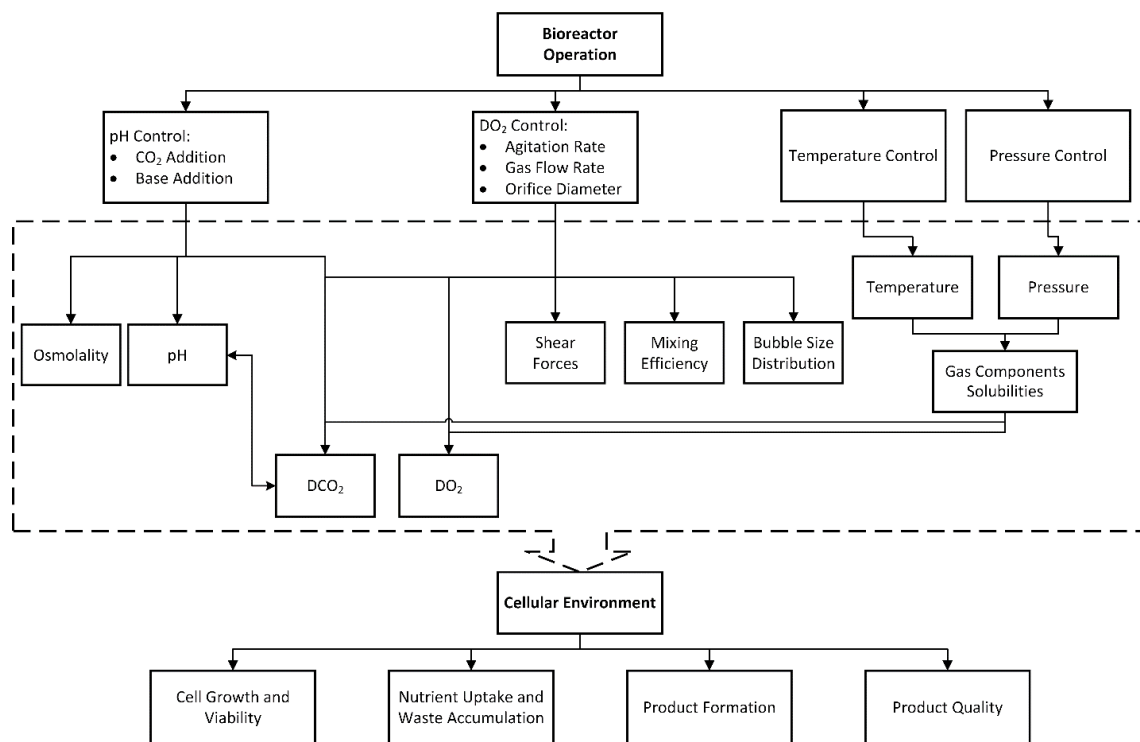 Bioreactor
Operation
pH Control:
• CO₂ Addition
• Base Addition
DO₂ Control:
• Agitation Rate
• Gas Flow Rate
• Orifice Diameter
Temperature Control
Pressure Control
Temperature
Pressure
Osmolality
pH
Shear
Forces
Mixing
Efficiency
Bubble Size
Distribution
Gas Components
Solubilities
DCO₂
DO₂
Cellular Environment
Cell Growth and
Viability
Nutrient Uptake and
Waste Accumulation
Product Formation
Product Quality